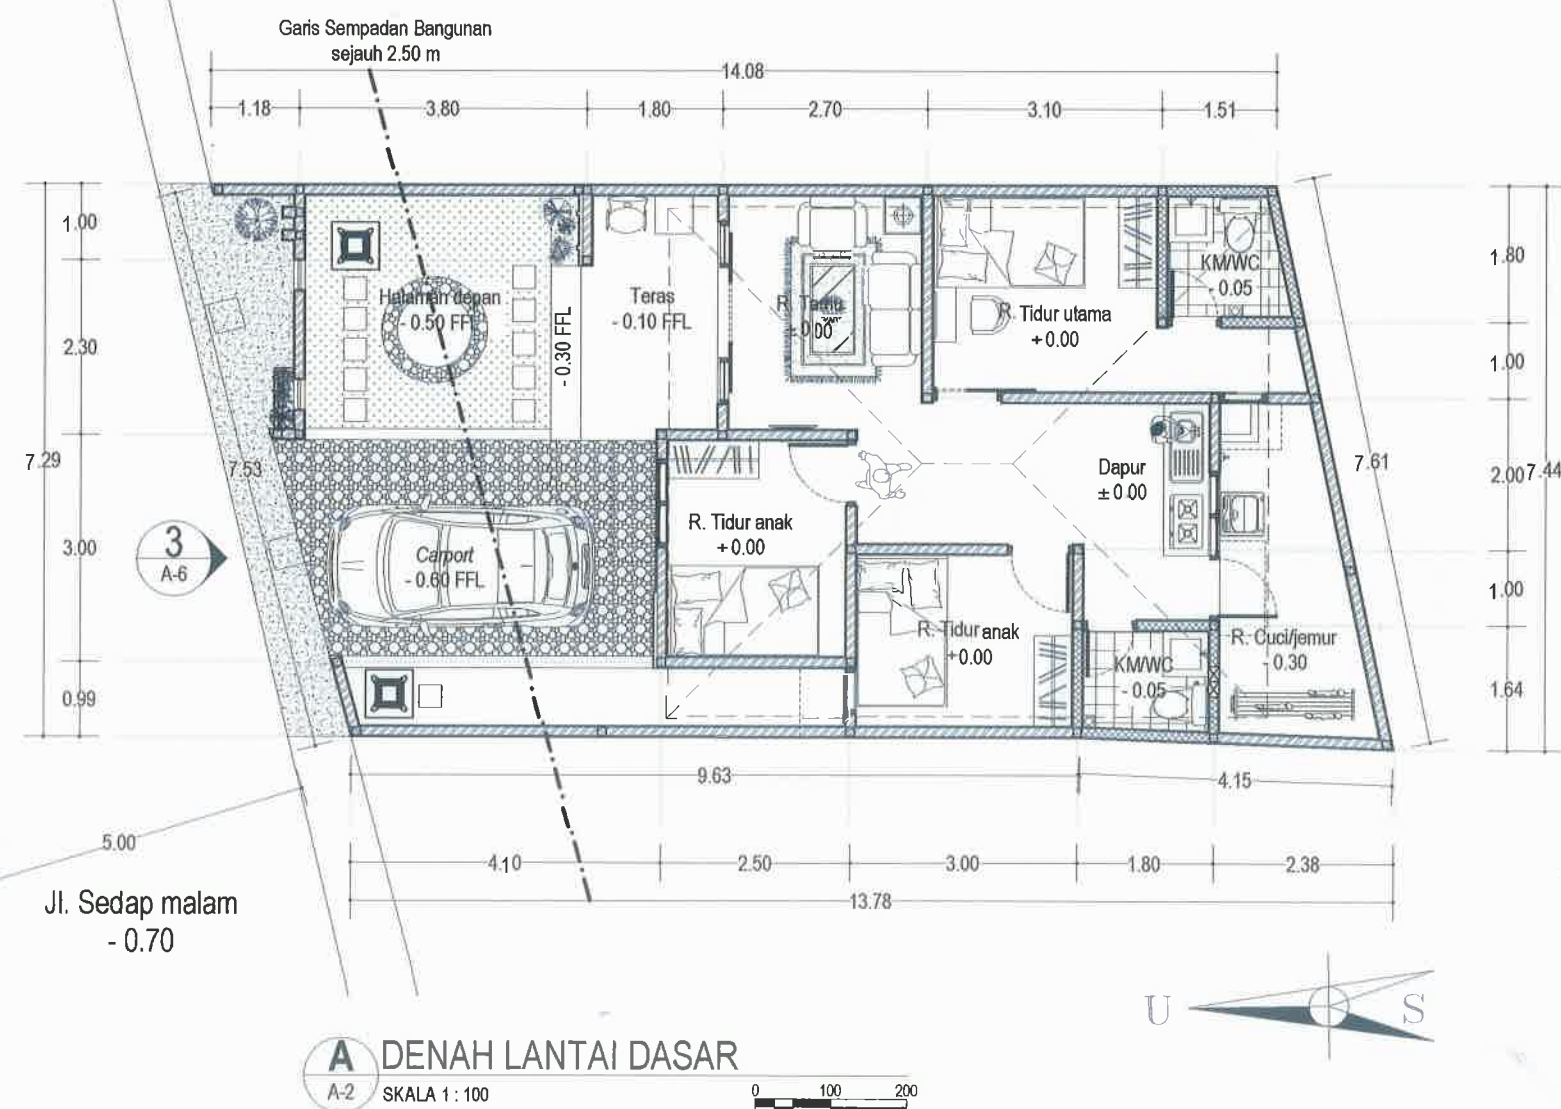 Garis Sempadan Bangunan
sejauh 2.50 m
14.08
1.18 3.80 1.80 2.70 3.10 1.51
1.00
2.30
3.00
0.99
7.29
7.53
Halaman depan
- 0.50 FFL
- 0.30 FFL
Teras
- 0.10 FFL
R. Tamu
± 0.00
R. Tidur utama
+ 0.00
KM/WC
- 0.05
1.80
1.00
2.00
1.00
1.64
7.44
7.61
3
A-6
Carport
- 0.60 FFL
R. Tidur anak
+ 0.00
Dapur
± 0.00
R. Tidur anak
+0.00
KM/WC
- 0.05
R. Cuci/jemur
- 0.30
9.63 4.15
4.10 2.50 3.00 1.80 2.38
13.78
5.00
Jl. Sedap malam
- 0.70
U S
A
A-2
DENAH LANTAI DASAR
SKALA 1 : 100
0 100 200